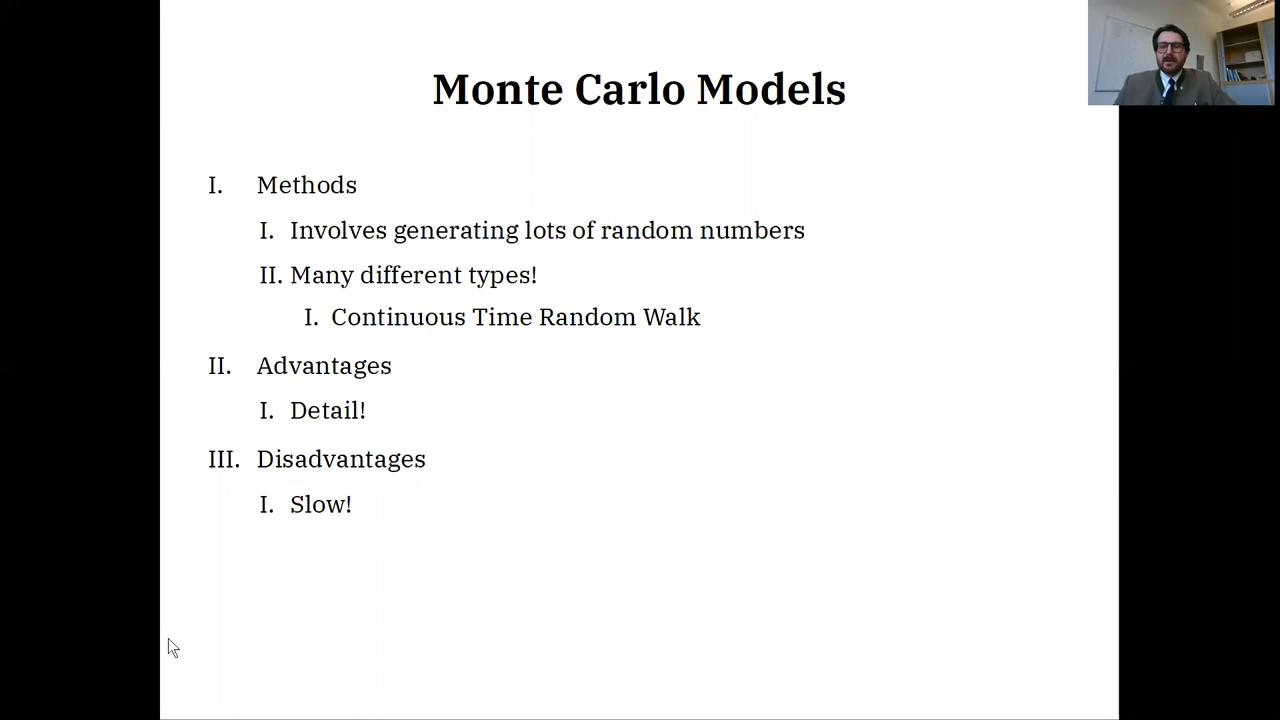 Monte Carlo Models
I. Methods
I. Involves generating lots of random numbers
II. Many different types!
I. Continuous Time Random Walk
II. Advantages
I. Detail!
III. Disadvantages
I. Slow!